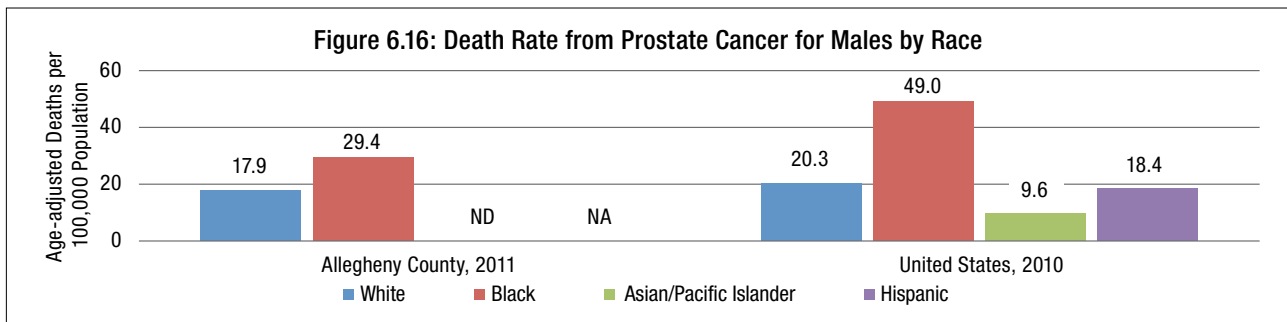 Figure 6.16: Death Rate from Prostate Cancer for Males by Race
Age-adjusted Deaths per
100,000 Population
60
40
20
0
17.9
29.4
ND
NA
20.3
49.0
9.6
18.4
Allegheny County, 2011
United States, 2010
White
Black
Asian/Pacific Islander
Hispanic